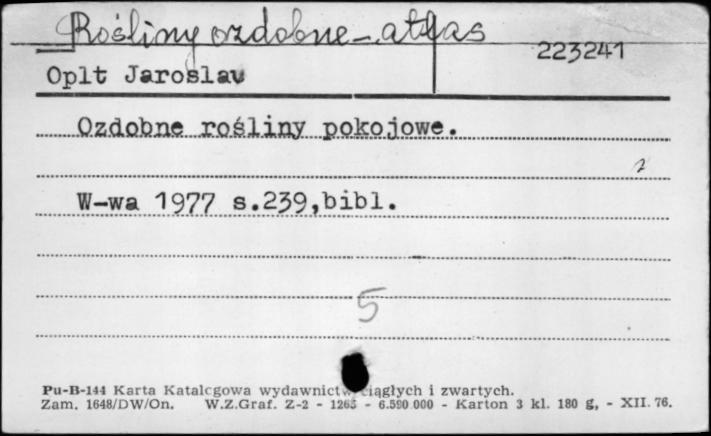 Rośliny ozdobne - atlas
223241
Oplt Jaroslav
Ozdobne rośliny pokojowe.
2
W-wa 1977 s.239,bibl.
5
Pu-B-144 Karta Katalogowa wydawnictw ciągłych i zwartych.
Zam. 1648/DW/On. W.Z.Graf. Z-2 - 1265 - 6.590 000 - Karton 3 kl. 180 g, - XII. 76.